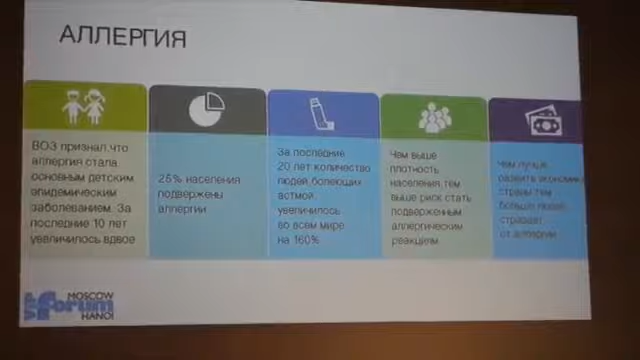 АЛЛЕРГИЯ
ВОЗ признал,что
аллергия стала
основным детским
эпидемическим
заболеванием. За
последние 10 лет
увеличилось вдвое
25% населения
подвержены
аллергии
За последние
20 лет количество
людей,болеющих
астмой,
увеличилось
во всем мире
на 160%
Чем выше
плотность
населения,тем
выше риск стать
подверженным
аллергическим
реакциям
Чем лучше
развита экономика
страны тем
больше людей
страдает
от аллергии
MOSCOW
forum
HANOI